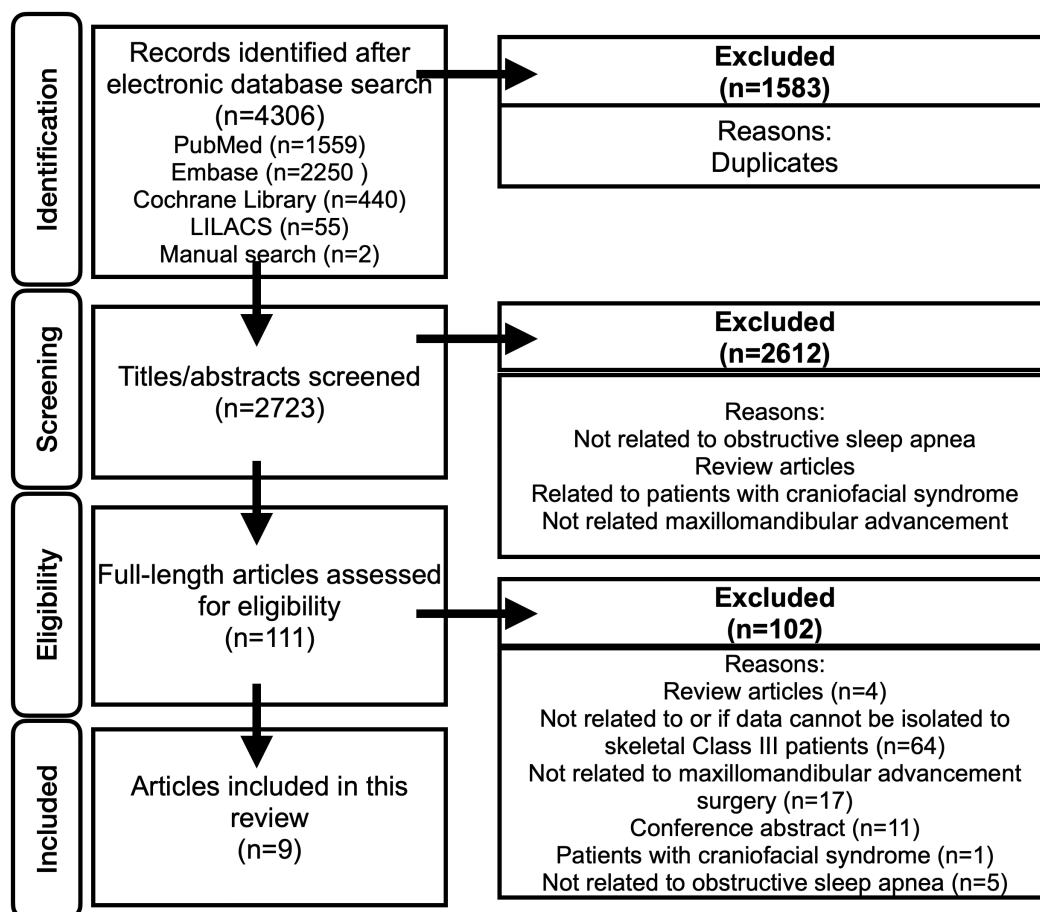 Identification
Records identified after
electronic database search
(n=4306)
PubMed (n=1559)
Embase (n=2250 )
Cochrane Library (n=440)
LILACS (n=55)
Manual search (n=2)
Excluded
(n=1583)
Reasons:
Duplicates
Screening
Titles/abstracts screened
(n=2723)
Excluded
(n=2612)
Reasons:
Not related to obstructive sleep apnea
Review articles
Related to patients with craniofacial syndrome
Not related maxillomandibular advancement
Eligibility
Full-length articles assessed
for eligibility
(n=111)
Excluded
(n=102)
Reasons:
Review articles (n=4)
Not related to or if data cannot be isolated to
skeletal Class III patients (n=64)
Not related to maxillomandibular advancement
surgery (n=17)
Conference abstract (n=11)
Patients with craniofacial syndrome (n=1)
Not related to obstructive sleep apnea (n=5)
Included
Articles included in this
review
(n=9)